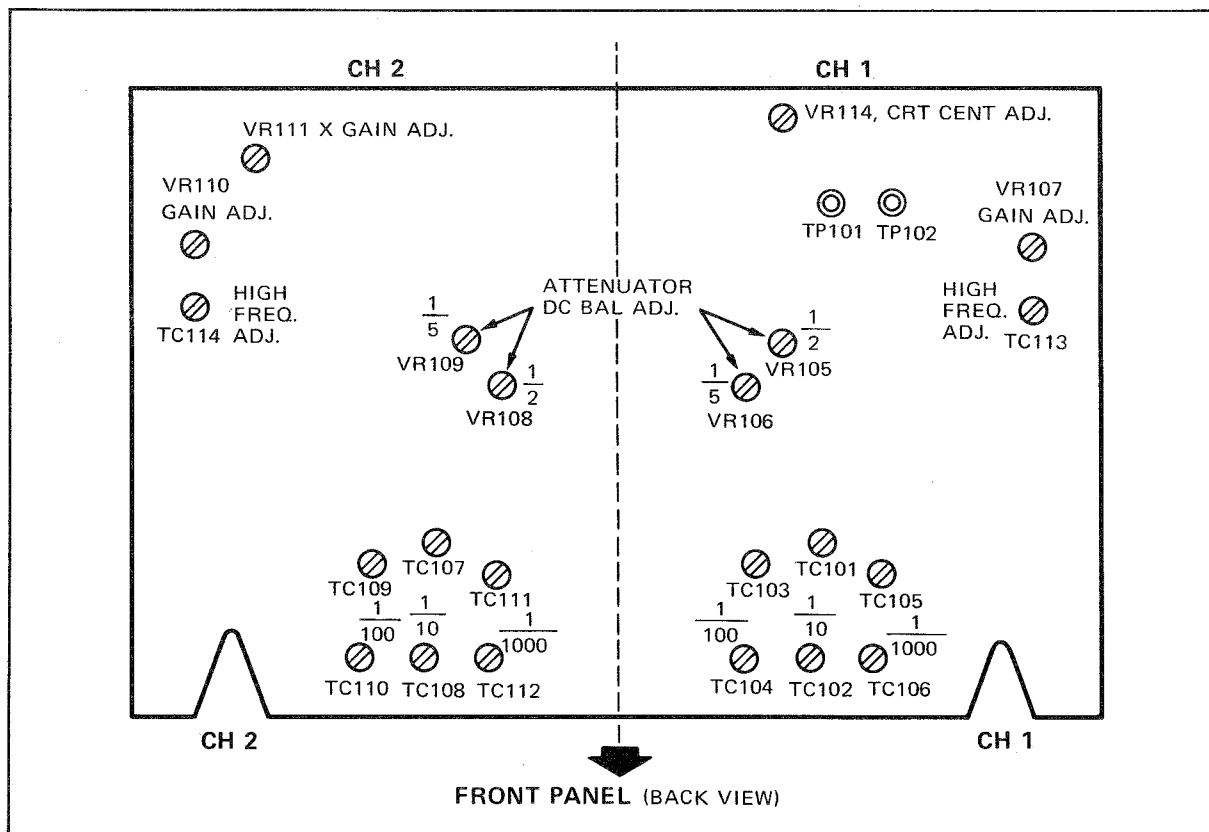 CH 2
CH 1
VR114, CRT CENT ADJ.
VR111 X GAIN ADJ.
VR110
GAIN ADJ.
VR107
GAIN ADJ.
TP101
TP102
HIGH
FREQ.
ADJ.
TC114
ATTENUATOR
DC BAL ADJ.
HIGH
FREQ.
ADJ.
TC113
1/5
VR109
1/2
VR108
1/2
VR105
1/5
VR106
TC109
TC107
TC111
TC103
TC101
TC105
1/100
1/10
1/1000
1/100
1/10
1/1000
TC110
TC108
TC112
TC104
TC102
TC106
CH 2
CH 1
FRONT PANEL (BACK VIEW)